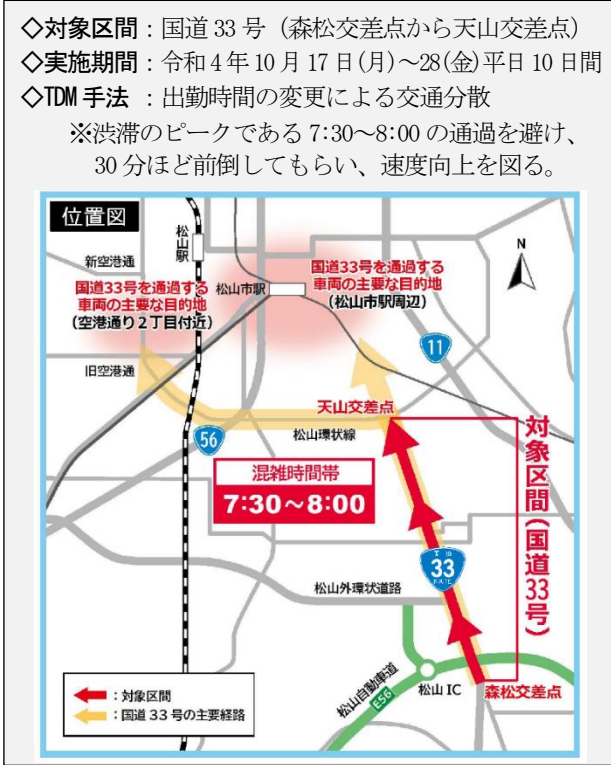 ◇対象区間：国道 33 号（森松交差点から天山交差点）
◇実施期間：令和 4 年 10 月 17 日(月)～28(金)平日 10 日間
◇TDM 手法 ：出勤時間の変更による交通分散
※渋滞のピークである 7:30～8:00 の通過を避け、
30 分ほど前倒してもらい、速度向上を図る。
位置図
松山駅
N
新空港通
国道33号を通過する
車両の主要な目的地
(空港通り2丁目付近)
松山市駅
国道33号を通過する
車両の主要な目的地
(松山市駅周辺)
11
旧空港通
天山交差点
56
松山環状線
混雑時間帯
7:30～8:00
対象区間(国道33号)
33
ROUTE
松山外環状道路
松山自動車道
E56
松山 IC
森松交差点
：対象区間
：国道 33 号の主要経路